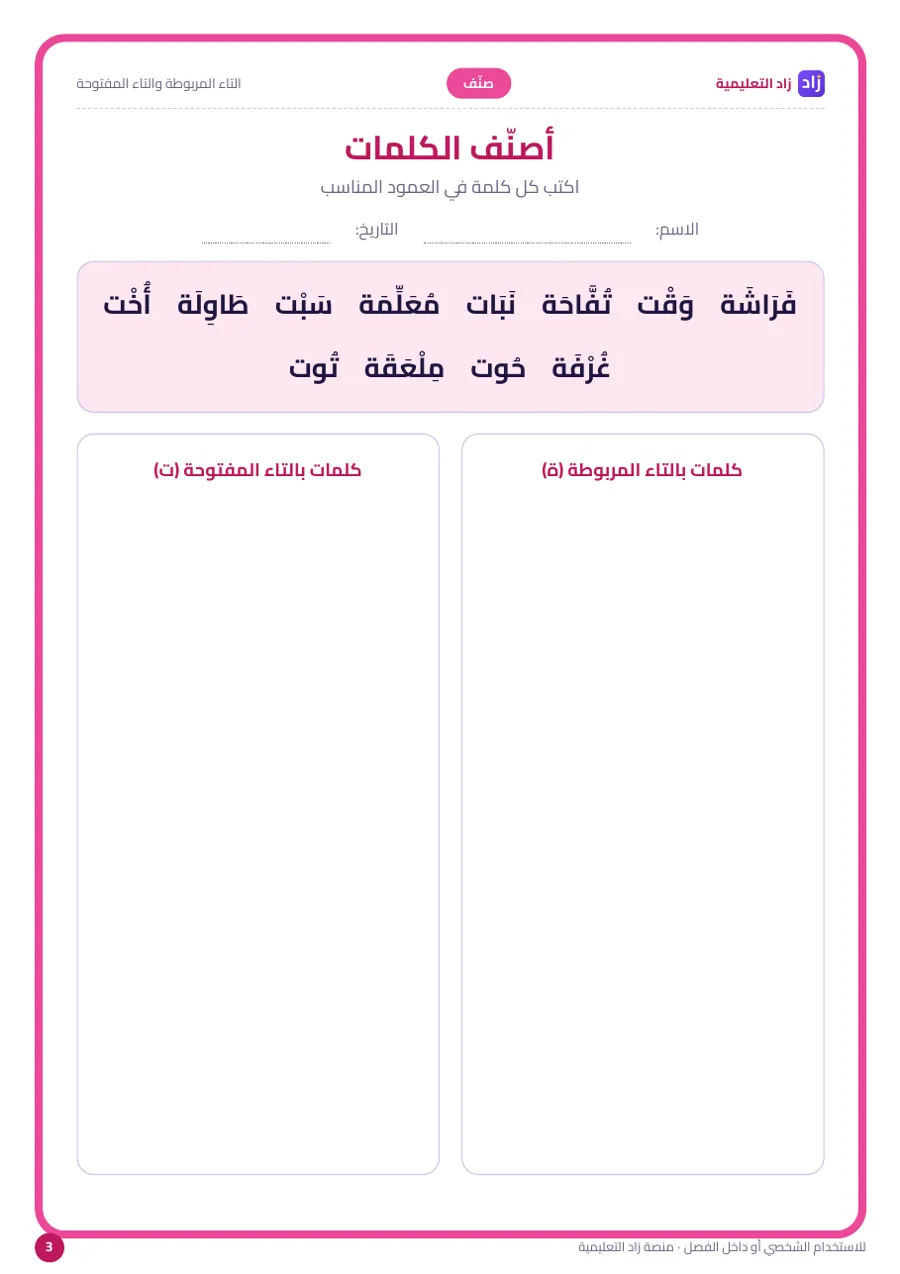 زاد زاد التعليمية
صنّف
التاء المربوطة والتاء المفتوحة
أصنّف الكلمات
اكتب كل كلمة في العمود المناسب
الاسم: التاريخ:
فَرَاشَة وَقْت تُفَّاحَة نَبَات مُعَلِّمَة سَبْت طَاوِلَة أُخْت
غُرْفَة حُوت مِلْعَقَة تُوت
كلمات بالتاء المربوطة (ة)
كلمات بالتاء المفتوحة (ت)
للاستخدام الشخصي أو داخل الفصل · منصة زاد التعليمية
3